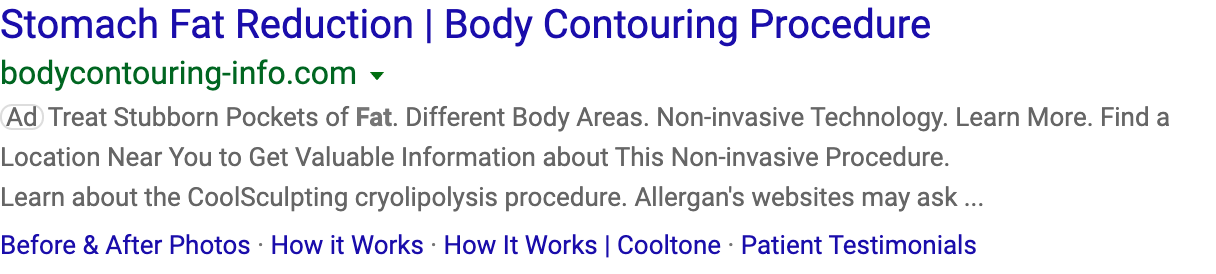 Stomach Fat Reduction | Body Contouring Procedure
bodycontouring-info.com
Ad Treat Stubborn Pockets of Fat. Different Body Areas. Non-invasive Technology. Learn More. Find a
Location Near You to Get Valuable Information about This Non-invasive Procedure.
Learn about the CoolSculpting cryolipolysis procedure. Allergan's websites may ask ...
Before & After Photos · How it Works · How It Works | Cooltone · Patient Testimonials